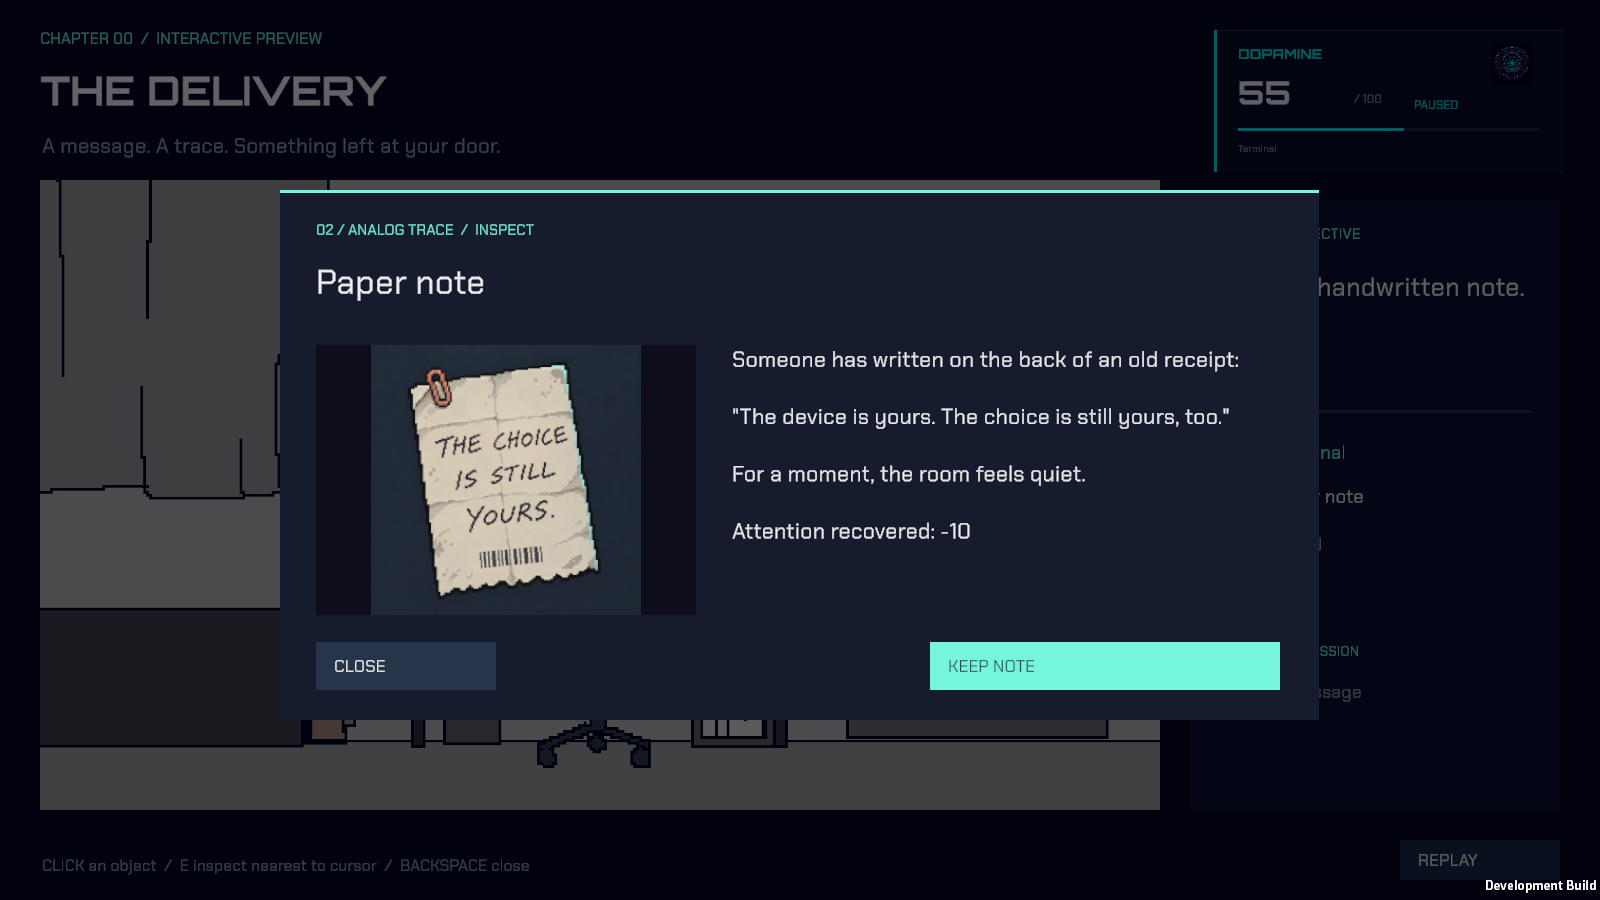 CHAPTER 00 / INTERACTIVE PREVIEW
THE DELIVERY
A message. A trace. Something left at your door.
DOPAMINE
55 / 100 PAUSED
Terminal
02 / ANALOG TRACE / INSPECT
Paper note
THE CHOICE
IS STILL
YOURS.
Someone has written on the back of an old receipt:
"The device is yours. The choice is still yours, too."
For a moment, the room feels quiet.
Attention recovered: -10
CLOSE
KEEP NOTE
handwritten note.
note
CLICK an object / E inspect nearest to cursor / BACKSPACE close
REPLAY
Development Build